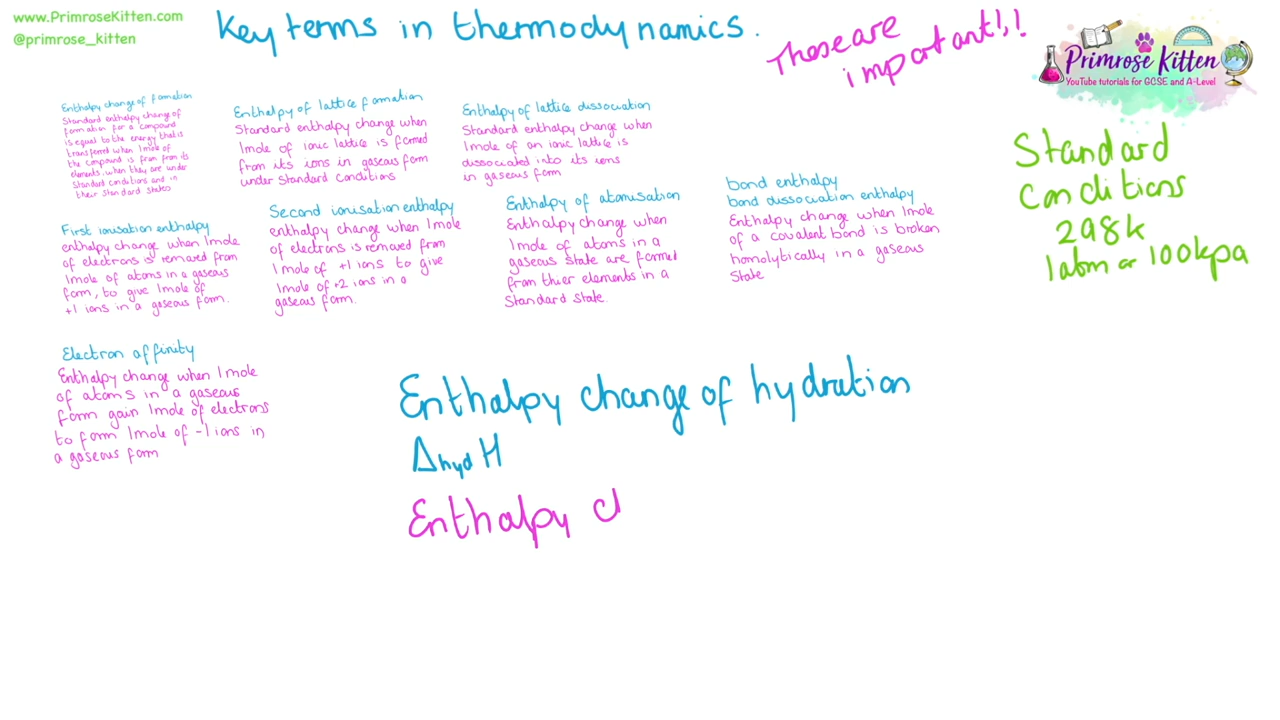 www.PrimroseKitten.com
@primrose_kitten
Key terms in thermodynamics.
These are
important!!!
Primrose Kitten
YouTube tutorials for GCSE and A-Level
Standard
Conditions
298k
1atm or 100kpa
Enthalpy change of formation
Standard enthalpy change of
formation for a compound
is equal to the energy that is
transferred when 1mole of
the compound is from from its
elements when they are under
Standard conditions and in
their standard states
Enthalpy of lattice formation
Standard enthalpy change when
1mole of ionic lattice is formed
from its ions in gaseous form
under Standard Conditions
Enthalpy of lattice dissociation
Standard enthalpy change when
1mole of an ionic lattice is
dissociated into its ions
in gaseous form
First ionisation enthalpy
enthalpy change when 1mole
of electrons is removed from
1mole of atoms in a gaseous
form, to give 1mole of
+1 ions in a gaseous form.
Second ionisation enthalpy
enthalpy change when 1mole
of electrons is removed from
1mole of +1 ions to give
1mole of +2 ions in a
gaseous form.
Enthalpy of atomisation
Enthalpy change when
1mole of atoms in a
gaseous state are formed
from thier elements in a
Standard state
bond enthalpy
bond dissociation enthalpy
Enthalpy change when 1mole
of a covalent bond is broken
homolytically in a gaseous
State
Electron affinity
Enthalpy change when 1mole
of atoms in a gaseous
form gain 1mole of electrons
to form 1mole of -1 ions in
a gaseous form
Enthalpy change of hydration
ΔhydH
Enthalpy ch